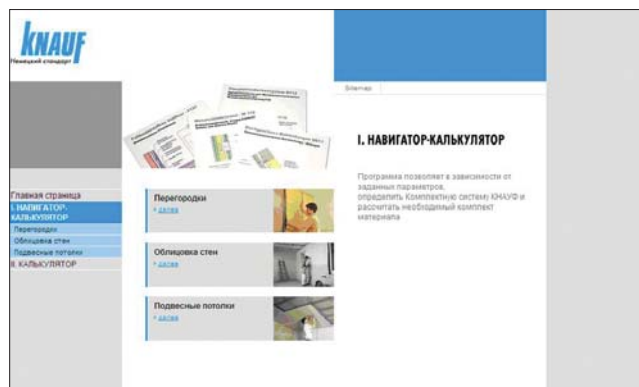 KNAUF
Немецкий стандарт
Sitemap
I. НАВИГАТОР-КАЛЬКУЛЯТОР
Программа позволяет в зависимости от
заданных параметров,
определить Комплектную систему КНАУФ и
рассчитать необходимый комплект
материала
Главная страница
I. НАВИГАТОР-
КАЛЬКУЛЯТОР
Перегородки
Облицовка стен
Подвесные потолки
II. КАЛЬКУЛЯТОР
Перегородки
далее
Облицовка стен
далее
Подвесные потолки
далее